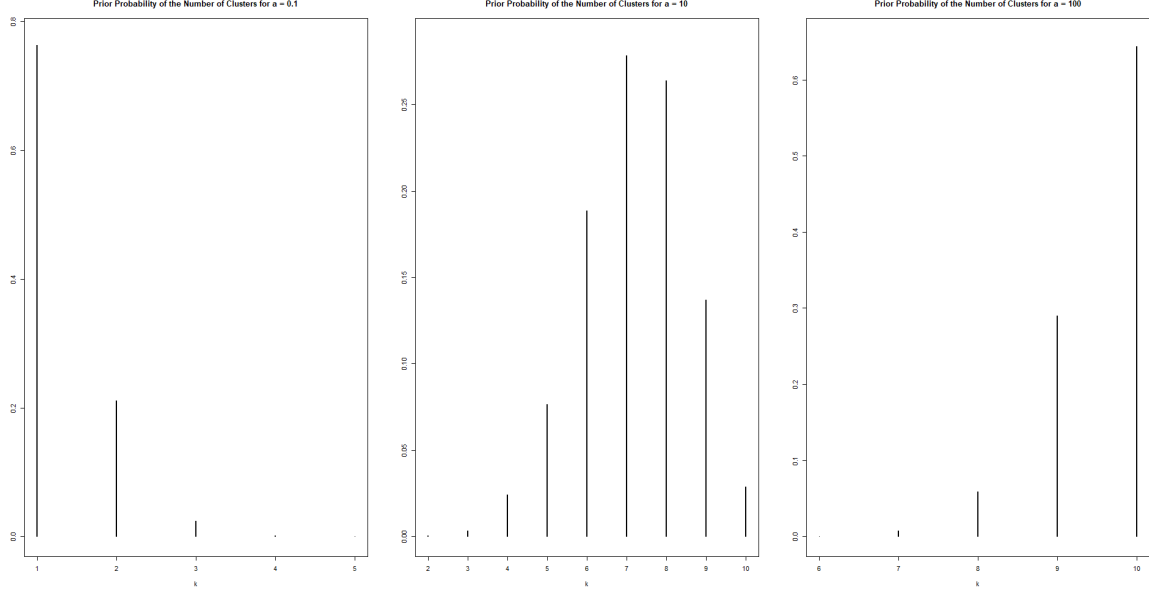 Prior Probability of the Number of Clusters for a = 0.1
0.8
0.6
0.4
0.2
0.0
1 2 3 4 5
k
Prior Probability of the Number of Clusters for a = 10
0.25
0.20
0.15
0.10
0.05
0.00
2 3 4 5 6 7 8 9 10
k
Prior Probability of the Number of Clusters for a = 100
0.6
0.5
0.4
0.3
0.2
0.1
0.0
6 7 8 9 10
k